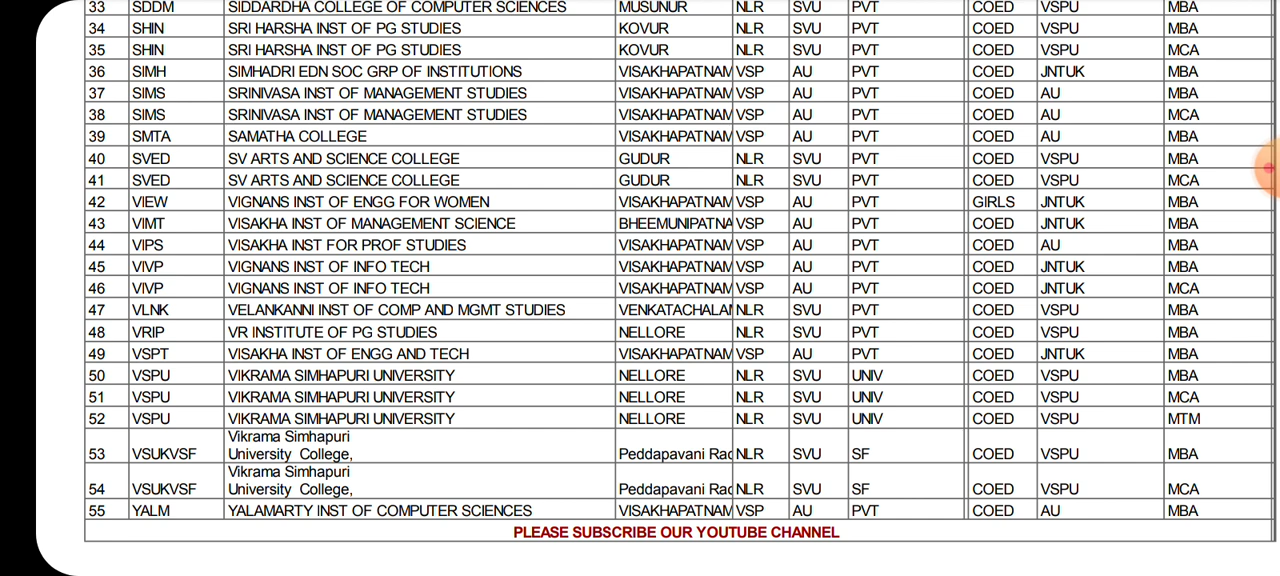 33 SDDM SIDDARDHA COLLEGE OF COMPUTER SCIENCES MUSUNUR NLR SVU PVT COED VSPU MBA
34 SHIN SRI HARSHA INST OF PG STUDIES KOVUR NLR SVU PVT COED VSPU MBA
35 SHIN SRI HARSHA INST OF PG STUDIES KOVUR NLR SVU PVT COED VSPU MCA
36 SIMH SIMHADRI EDN SOC GRP OF INSTITUTIONS VISAKHAPATNAM VSP AU PVT COED JNTUK MBA
37 SIMS SRINIVASA INST OF MANAGEMENT STUDIES VISAKHAPATNAM VSP AU PVT COED AU MBA
38 SIMS SRINIVASA INST OF MANAGEMENT STUDIES VISAKHAPATNAM VSP AU PVT COED AU MCA
39 SMTA SAMATHA COLLEGE VISAKHAPATNAM VSP AU PVT COED AU MBA
40 SVED SV ARTS AND SCIENCE COLLEGE GUDUR NLR SVU PVT COED VSPU MBA
41 SVED SV ARTS AND SCIENCE COLLEGE GUDUR NLR SVU PVT COED VSPU MCA
42 VIEW VIGNANS INST OF ENGG FOR WOMEN VISAKHAPATNAM VSP AU PVT GIRLS JNTUK MBA
43 VIMT VISAKHA INST OF MANAGEMENT SCIENCE BHEEMUNIPATNA VSP AU PVT COED JNTUK MBA
44 VIPS VISAKHA INST FOR PROF STUDIES VISAKHAPATNAM VSP AU PVT COED AU MBA
45 VIVP VIGNANS INST OF INFO TECH VISAKHAPATNAM VSP AU PVT COED JNTUK MBA
46 VIVP VIGNANS INST OF INFO TECH VISAKHAPATNAM VSP AU PVT COED JNTUK MCA
47 VLNK VELANKANNI INST OF COMP AND MGMT STUDIES VENKATACHALAM NLR SVU PVT COED VSPU MBA
48 VRIP VR INSTITUTE OF PG STUDIES NELLORE NLR SVU PVT COED VSPU MBA
49 VSPT VISAKHA INST OF ENGG AND TECH VISAKHAPATNAM VSP AU PVT COED JNTUK MBA
50 VSPU VIKRAMA SIMHAPURI UNIVERSITY NELLORE NLR SVU UNIV COED VSPU MBA
51 VSPU VIKRAMA SIMHAPURI UNIVERSITY NELLORE NLR SVU UNIV COED VSPU MCA
52 VSPU VIKRAMA SIMHAPURI UNIVERSITY NELLORE NLR SVU UNIV COED VSPU MTM
Vikrama Simhapuri
53 VSUKVSF University College, Peddapavani Rad NLR SVU SF COED VSPU MBA
Vikrama Simhapuri
54 VSUKVSF University College, Peddapavani Rad NLR SVU SF COED VSPU MCA
55 YALM YALAMARTY INST OF COMPUTER SCIENCES VISAKHAPATNAM VSP AU PVT COED AU MBA
PLEASE SUBSCRIBE OUR YOUTUBE CHANNEL